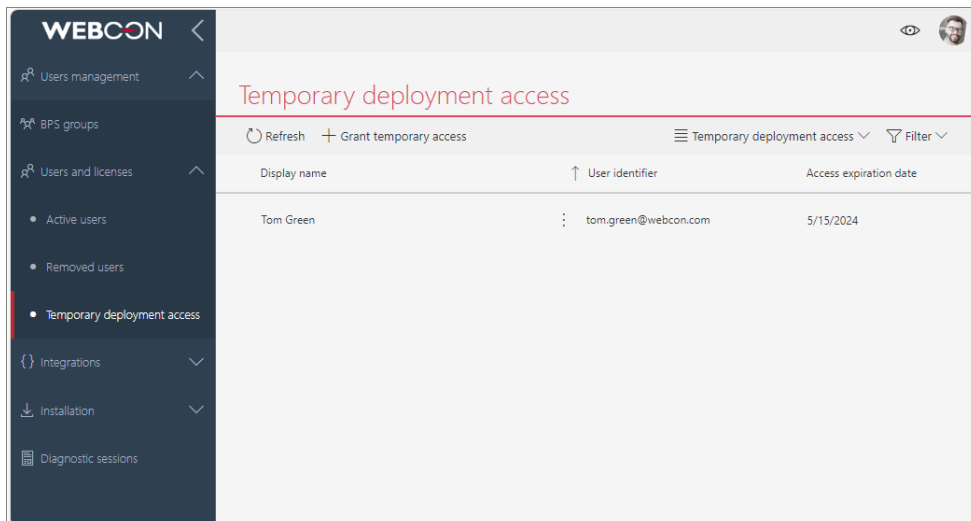 WEBCON
Users management
BPS groups
Users and licenses
Active users
Removed users
Temporary deployment access
Integrations
Installation
Diagnostic sessions
Temporary deployment access
Refresh Grant temporary access Temporary deployment access Filter
Display name User identifier Access expiration date
Tom Green tom.green@webcon.com 5/15/2024